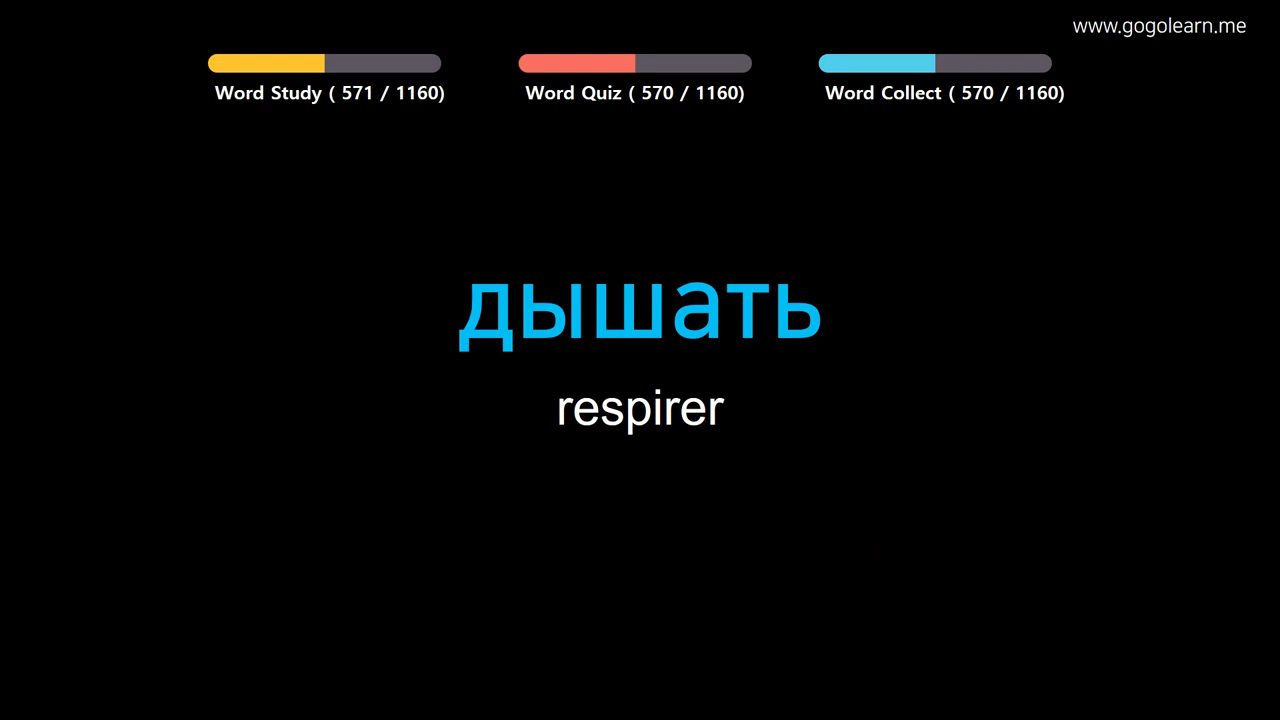 www.gogolearn.me
Word Study ( 571 / 1160)
Word Quiz ( 570 / 1160)
Word Collect ( 570 / 1160)
дышать
respirer